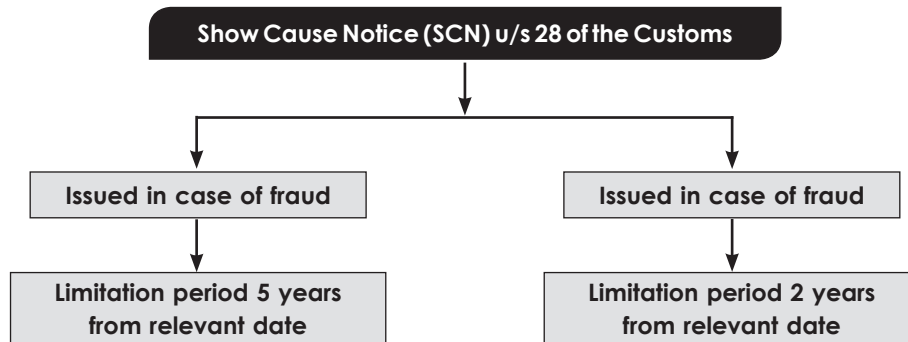 Show Cause Notice (SCN) u/s 28 of the Customs
Issued in case of fraud
Issued in case of fraud
Limitation period 5 years
from relevant date
Limitation period 2 years
from relevant date